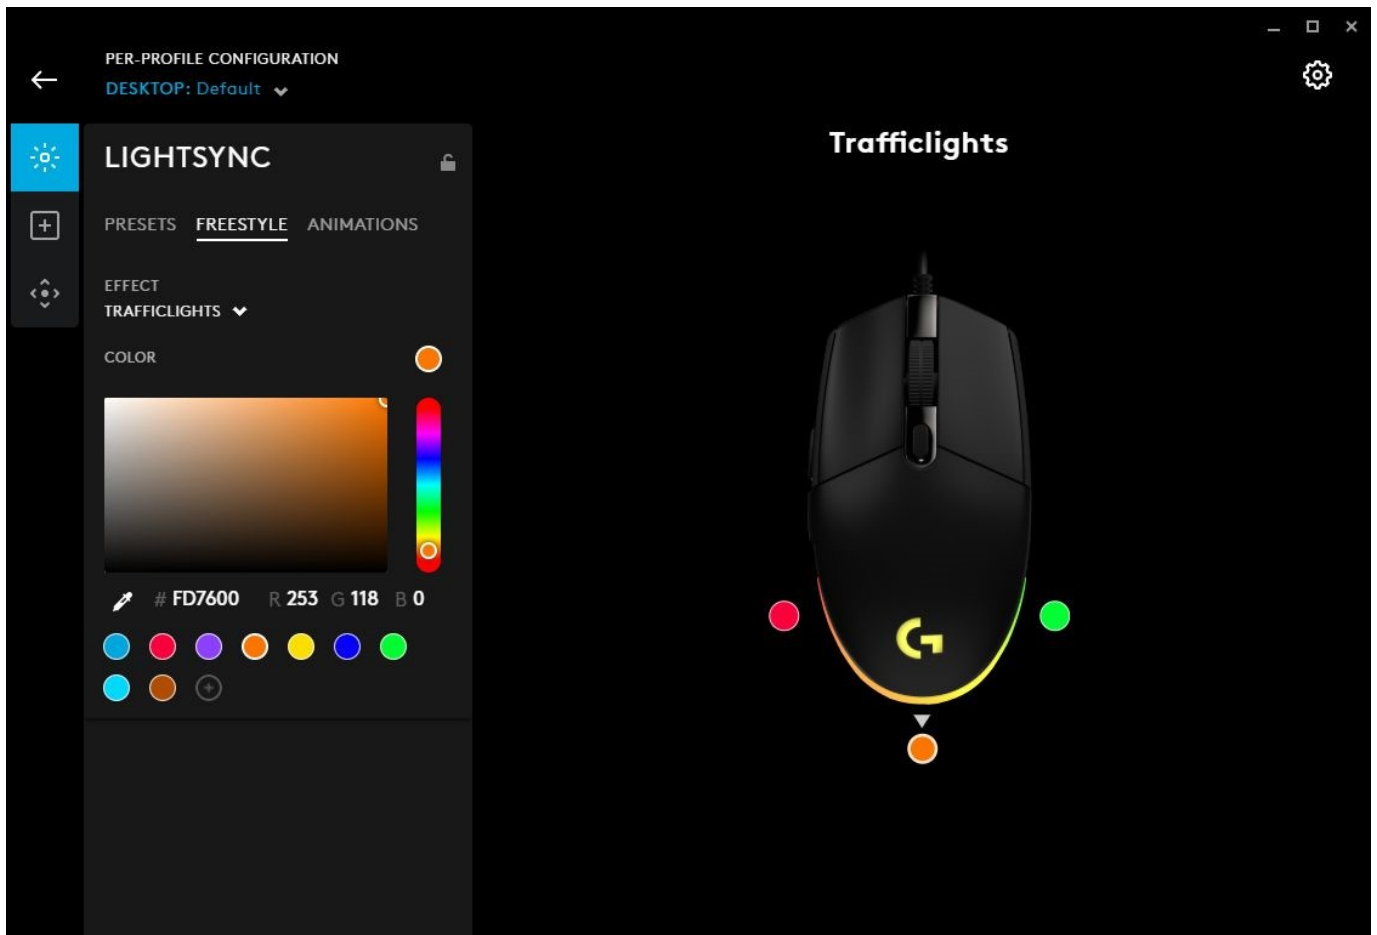 PER-PROFILE CONFIGURATION
DESKTOP: Default
LIGHTSYNC
PRESETS FREESTYLE ANIMATIONS
EFFECT
TRAFFICLIGHTS
COLOR
# FD7600 R 253 G 118 B 0
Trafficlights
G